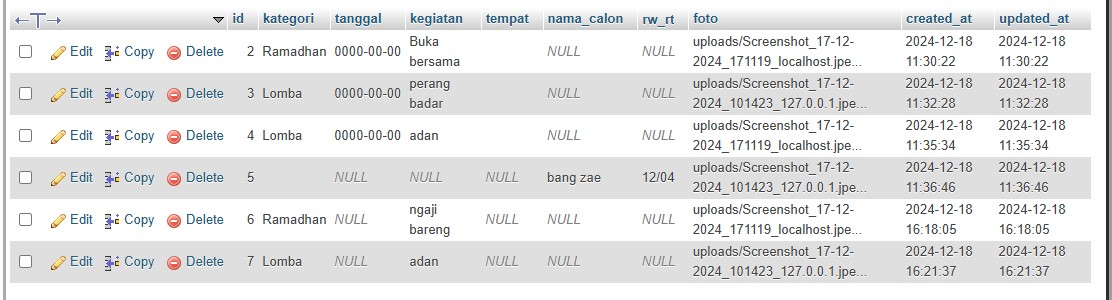 id kategori tanggal kegiatan tempat nama_calon rw_rt foto created_at updated_at
Edit Copy Delete 2 Ramadhan 0000-00-00 Buka bersama NULL NULL uploads/Screenshot_17-12-2024_171119_localhost.jpe... 2024-12-18 11:30:22 2024-12-18 11:30:22
Edit Copy Delete 3 Lomba 0000-00-00 perang badar NULL NULL uploads/Screenshot_17-12-2024_101423_127.0.0.1.jpe... 2024-12-18 11:32:28 2024-12-18 11:32:28
Edit Copy Delete 4 Lomba 0000-00-00 adan NULL NULL uploads/Screenshot_17-12-2024_171119_localhost.jpe... 2024-12-18 11:35:34 2024-12-18 11:35:34
Edit Copy Delete 5 NULL NULL NULL bang zae 12/04 uploads/Screenshot_17-12-2024_101423_127.0.0.1.jpe... 2024-12-18 11:36:46 2024-12-18 11:36:46
Edit Copy Delete 6 Ramadhan NULL ngaji bareng NULL NULL uploads/Screenshot_17-12-2024_171119_localhost.jpe... 2024-12-18 16:18:05 2024-12-18 16:18:05
Edit Copy Delete 7 Lomba NULL adan NULL NULL uploads/Screenshot_17-12-2024_101423_127.0.0.1.jpe... 2024-12-18 16:21:37 2024-12-18 16:21:37